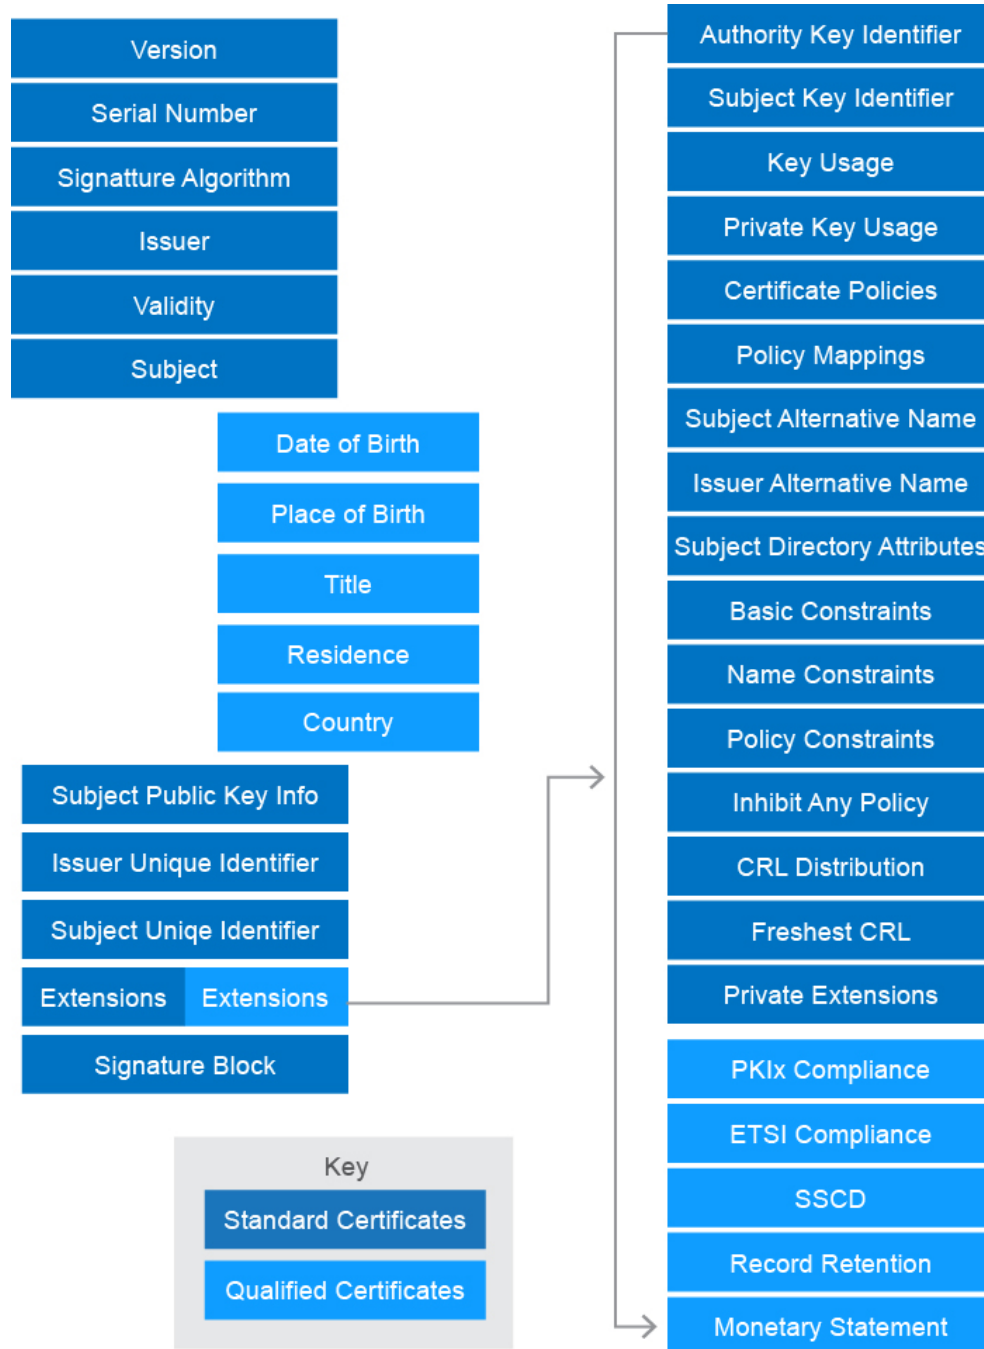 Version
Serial Number
Signatture Algorithm
Issuer
Validity
Subject
Date of Birth
Place of Birth
Title
Residence
Country
Subject Public Key Info
Issuer Unique Identifier
Subject Uniqe Identifier
Extensions Extensions
Signature Block
Key
Standard Certificates
Qualified Certificates
Authority Key Identifier
Subject Key Identifier
Key Usage
Private Key Usage
Certificate Policies
Policy Mappings
Subject Alternative Name
Issuer Alternative Name
Subject Directory Attributes
Basic Constraints
Name Constraints
Policy Constraints
Inhibit Any Policy
CRL Distribution
Freshest CRL
Private Extensions
PKIx Compliance
ETSI Compliance
SSCD
Record Retention
Monetary Statement